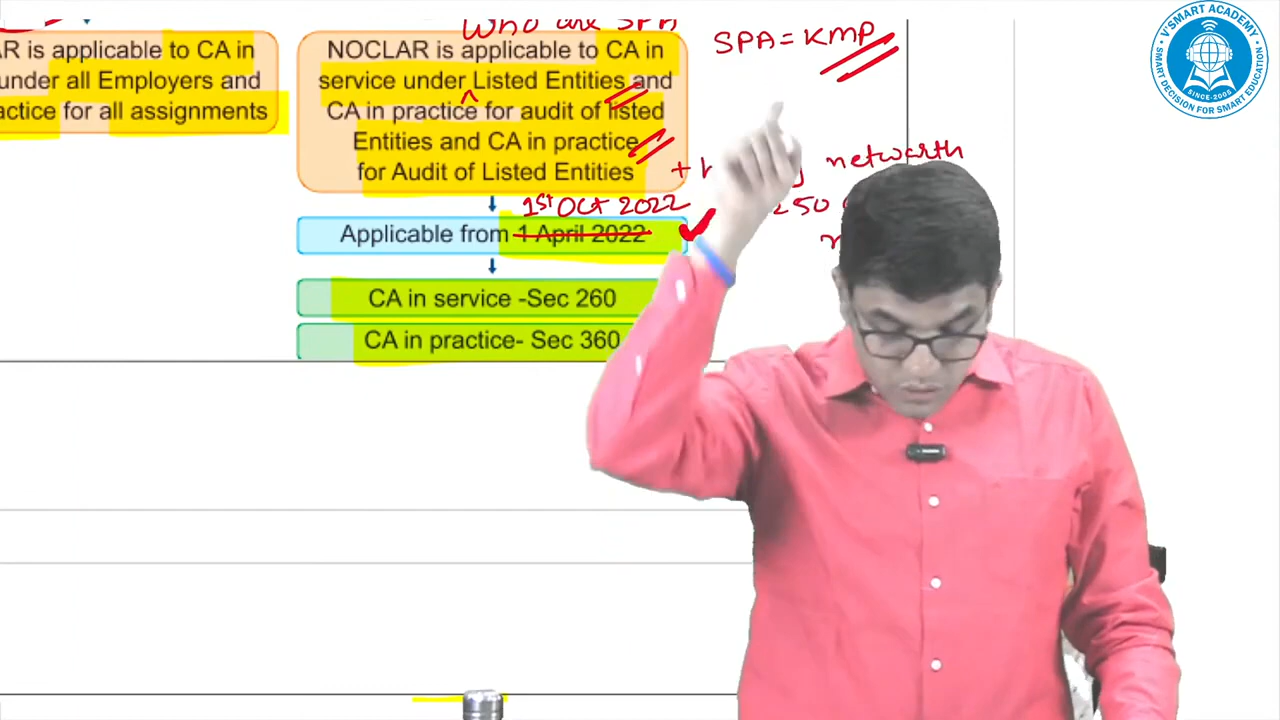 who are SPA
AR is applicable to CA in
under all Employers and
actice for all assignments
NOCLAR is applicable to CA in
service under Listed Entities and
^
CA in practice for audit of listed
Entities and CA in practice
for Audit of Listed Entities
SPA = KMP
networth
250
1st Oct 2022
Applicable from 1 April 2022
CA in service -Sec 260
CA in practice- Sec 360
V'SMART ACADEMY
SINCE-2005
SMART DECISION FOR SMART EDUCATION